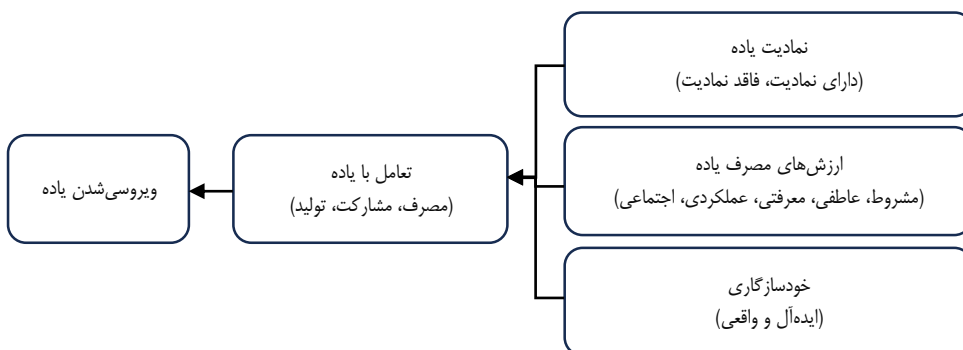 نمادیت یاده
(دارای نمادیت، فاقد نمادیت)
ارزش‌های مصرف یاده
(مشروط، عاطفی، معرفتی، عملکردی، اجتماعی)
خودسازگاری
(ایده‌آل و واقعی)
تعامل با یاده
(مصرف، مشارکت، تولید)
ویروسی‌شدن یاده